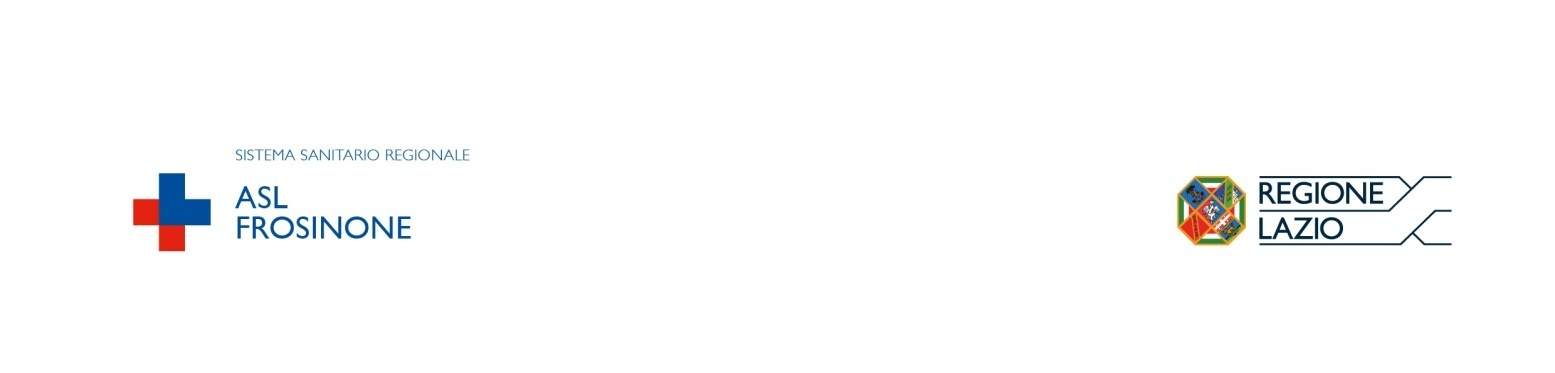 SISTEMA SANITARIO REGIONALE
ASL
FROSINONE
REGIONE
LAZIO